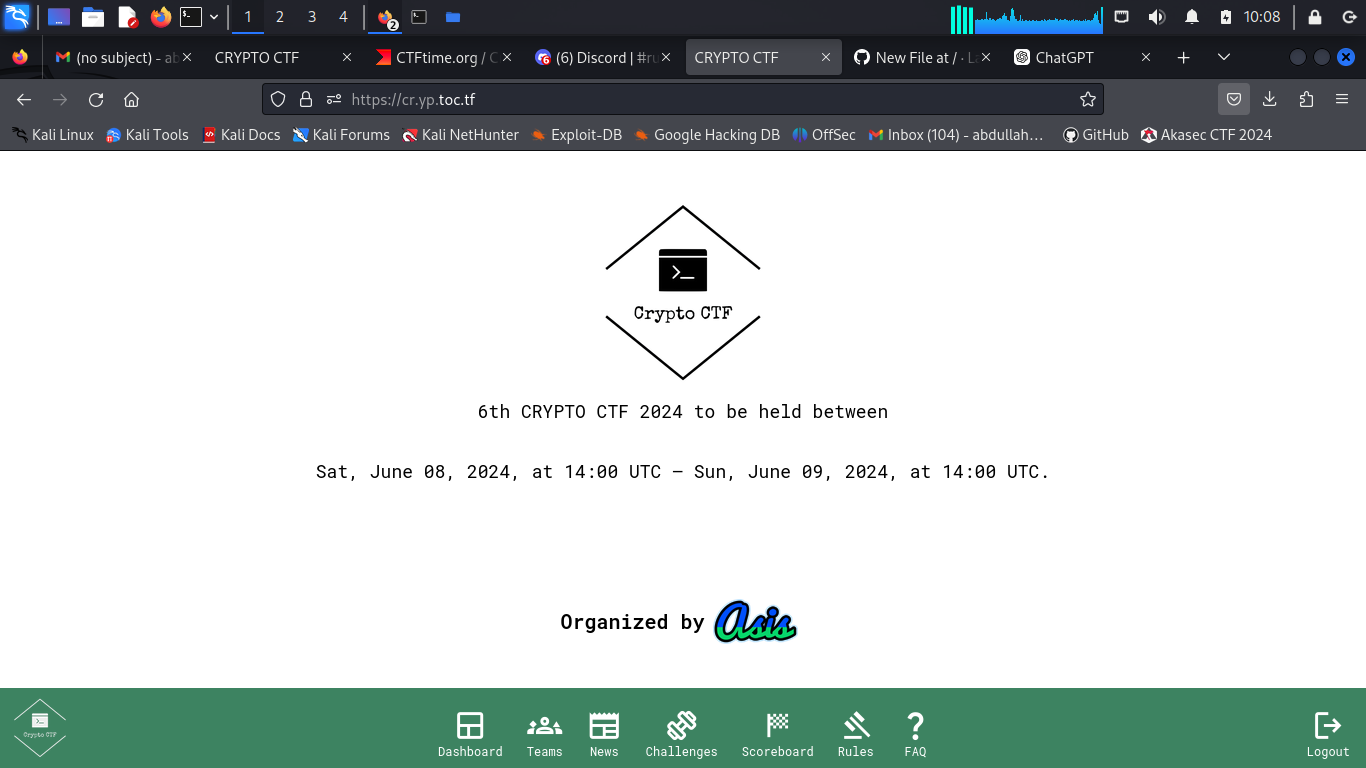 1 2 3 4 2 10:08
(no subject) - ab CRYPTO CTF CTFtime.org / C (6) Discord | #ru CRYPTO CTF New File at / · La ChatGPT
https://cr.yp.toc.tf
Kali Linux Kali Tools Kali Docs Kali Forums Kali NetHunter Exploit-DB Google Hacking DB OffSec Inbox (104) - abdullah… GitHub Akasec CTF 2024
Crypto CTF
6th CRYPTO CTF 2024 to be held between
Sat, June 08, 2024, at 14:00 UTC — Sun, June 09, 2024, at 14:00 UTC.
Organized by Asis
Crypto CTF
Dashboard Teams News Challenges Scoreboard Rules FAQ Logout